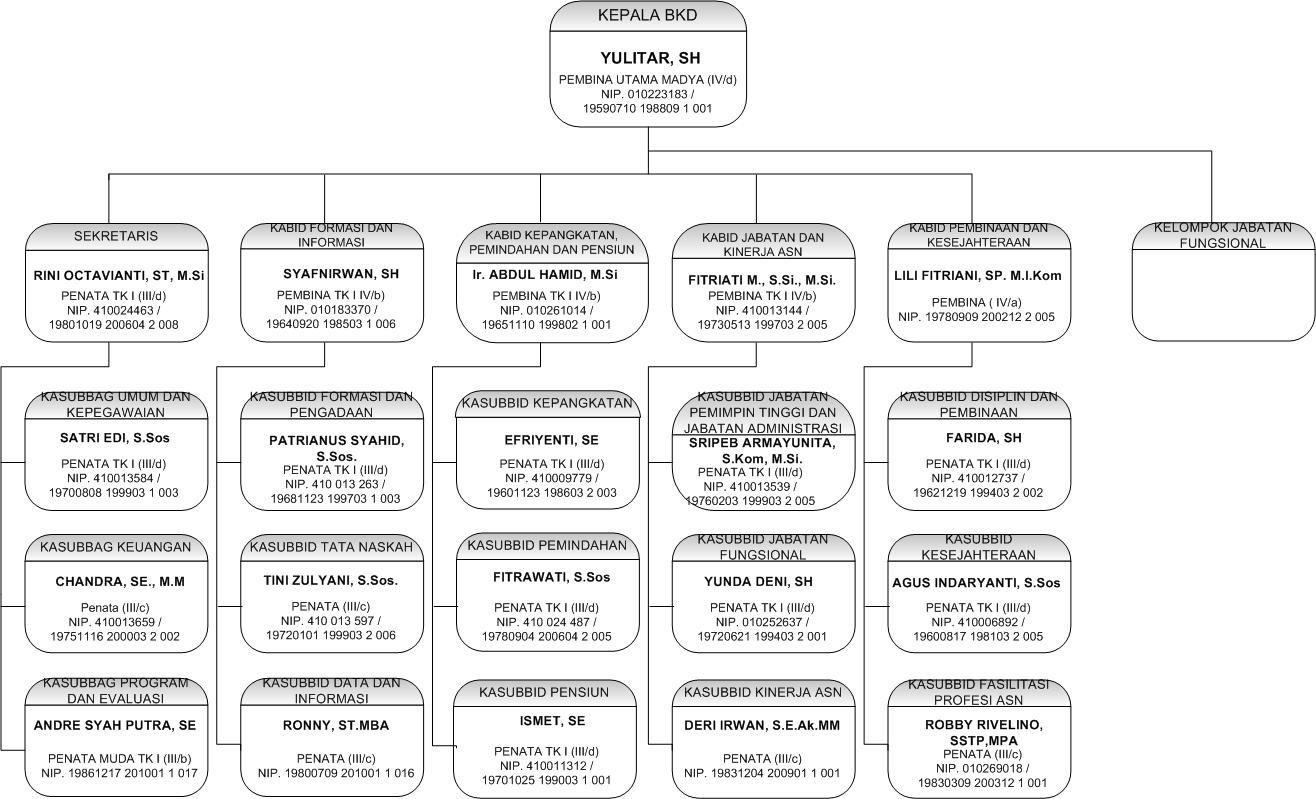 KEPALA BKD
YULITAR, SH
PEMBINA UTAMA MADYA (IV/d)
NIP. 010223183 /
19590710 198809 1 001
SEKRETARIS
RINI OCTAVIANTI, ST, M.Si
PENATA TK I (III/d)
NIP. 410024463 /
19801019 200604 2 008
KABID FORMASI DAN
INFORMASI
SYAFNIRWAN, SH
PEMBINA TK I IV/b)
NIP. 010183370 /
19640920 198503 1 006
KABID KEPANGKATAN,
PEMINDAHAN DAN PENSIUN
Ir. ABDUL HAMID, M.Si
PEMBINA TK I IV/b)
NIP. 010261014 /
19651110 199802 1 001
KABID JABATAN DAN
KINERJA ASN
FITRIATI M., S.Si., M.Si.
PEMBINA TK I IV/b)
NIP. 410013144 /
19730513 199703 2 005
KABID PEMBINAAN DAN
KESEJAHTERAAN
LILI FITRIANI, SP. M.I.Kom
PEMBINA ( IV/a)
NIP. 19780909 200212 2 005
KELOMPOK JABATAN
FUNGSIONAL
KASUBBAG UMUM DAN
KEPEGAWAIAN
SATRI EDI, S.Sos
PENATA TK I (III/d)
NIP. 410013584 /
19700808 199903 1 003
KASUBBID FORMASI DAN
PENGADAAN
PATRIANUS SYAHID,
S.Sos.
PENATA TK I (III/d)
NIP. 410 013 263 /
19681123 199703 1 003
KASUBBID KEPANGKATAN
EFRIYENTI, SE
PENATA TK I (III/d)
NIP. 410009779 /
19601123 198603 2 003
KASUBBID JABATAN
PEMIMPIN TINGGI DAN
JABATAN ADMINISTRASI
SRIPEB ARMAYUNITA,
S.Kom, M.Si.
PENATA TK I (III/d)
NIP. 410013539 /
19760203 199903 2 005
KASUBBID DISIPLIN DAN
PEMBINAAN
FARIDA, SH
PENATA TK I (III/d)
NIP. 410012737 /
19621219 199403 2 002
KASUBBAG KEUANGAN
CHANDRA, SE., M.M
Penata (III/c)
NIP. 410013659 /
19751116 200003 2 002
KASUBBID TATA NASKAH
TINI ZULYANI, S.Sos.
PENATA (III/c)
NIP. 410 013 597 /
19720101 199903 2 006
KASUBBID PEMINDAHAN
FITRAWATI, S.Sos
PENATA TK I (III/d)
NIP. 410 024 487 /
19780904 200604 2 005
KASUBBID JABATAN
FUNGSIONAL
YUNDA DENI, SH
PENATA TK I (III/d)
NIP. 010252637 /
19720621 199403 2 001
KASUBBID
KESEJAHTERAAN
AGUS INDARYANTI, S.Sos
PENATA TK I (III/d)
NIP. 410006892 /
19600817 198103 2 005
KASUBBAG PROGRAM
DAN EVALUASI
ANDRE SYAH PUTRA, SE
PENATA MUDA TK I (III/b)
NIP. 19861217 201001 1 017
KASUBBID DATA DAN
INFORMASI
RONNY, ST.MBA
PENATA (III/c)
NIP. 19800709 201001 1 016
KASUBBID PENSIUN
ISMET, SE
PENATA TK I (III/d)
NIP. 410011312 /
19701025 199003 1 001
KASUBBID KINERJA ASN
DERI IRWAN, S.E.Ak.MM
PENATA (III/c)
NIP. 19831204 200901 1 001
KASUBBID FASILITASI
PROFESI ASN
ROBBY RIVELINO,
SSTP,MPA
PENATA (III/c)
NIP. 010269018 /
19830309 200312 1 001